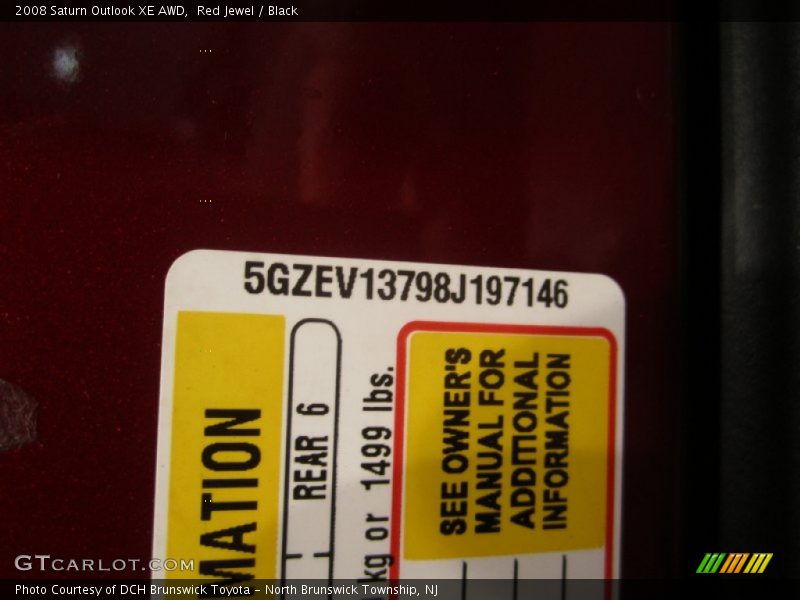 2008 Saturn Outlook XE AWD,  Red Jewel / Black
5GZEV13798J197146
MATION
REAR 6
kg or 1499 lbs.
SEE OWNER'S
MANUAL FOR
ADDITIONAL
INFORMATION
GTCARLOT.COM
Photo Courtesy of DCH Brunswick Toyota - North Brunswick Township, NJ